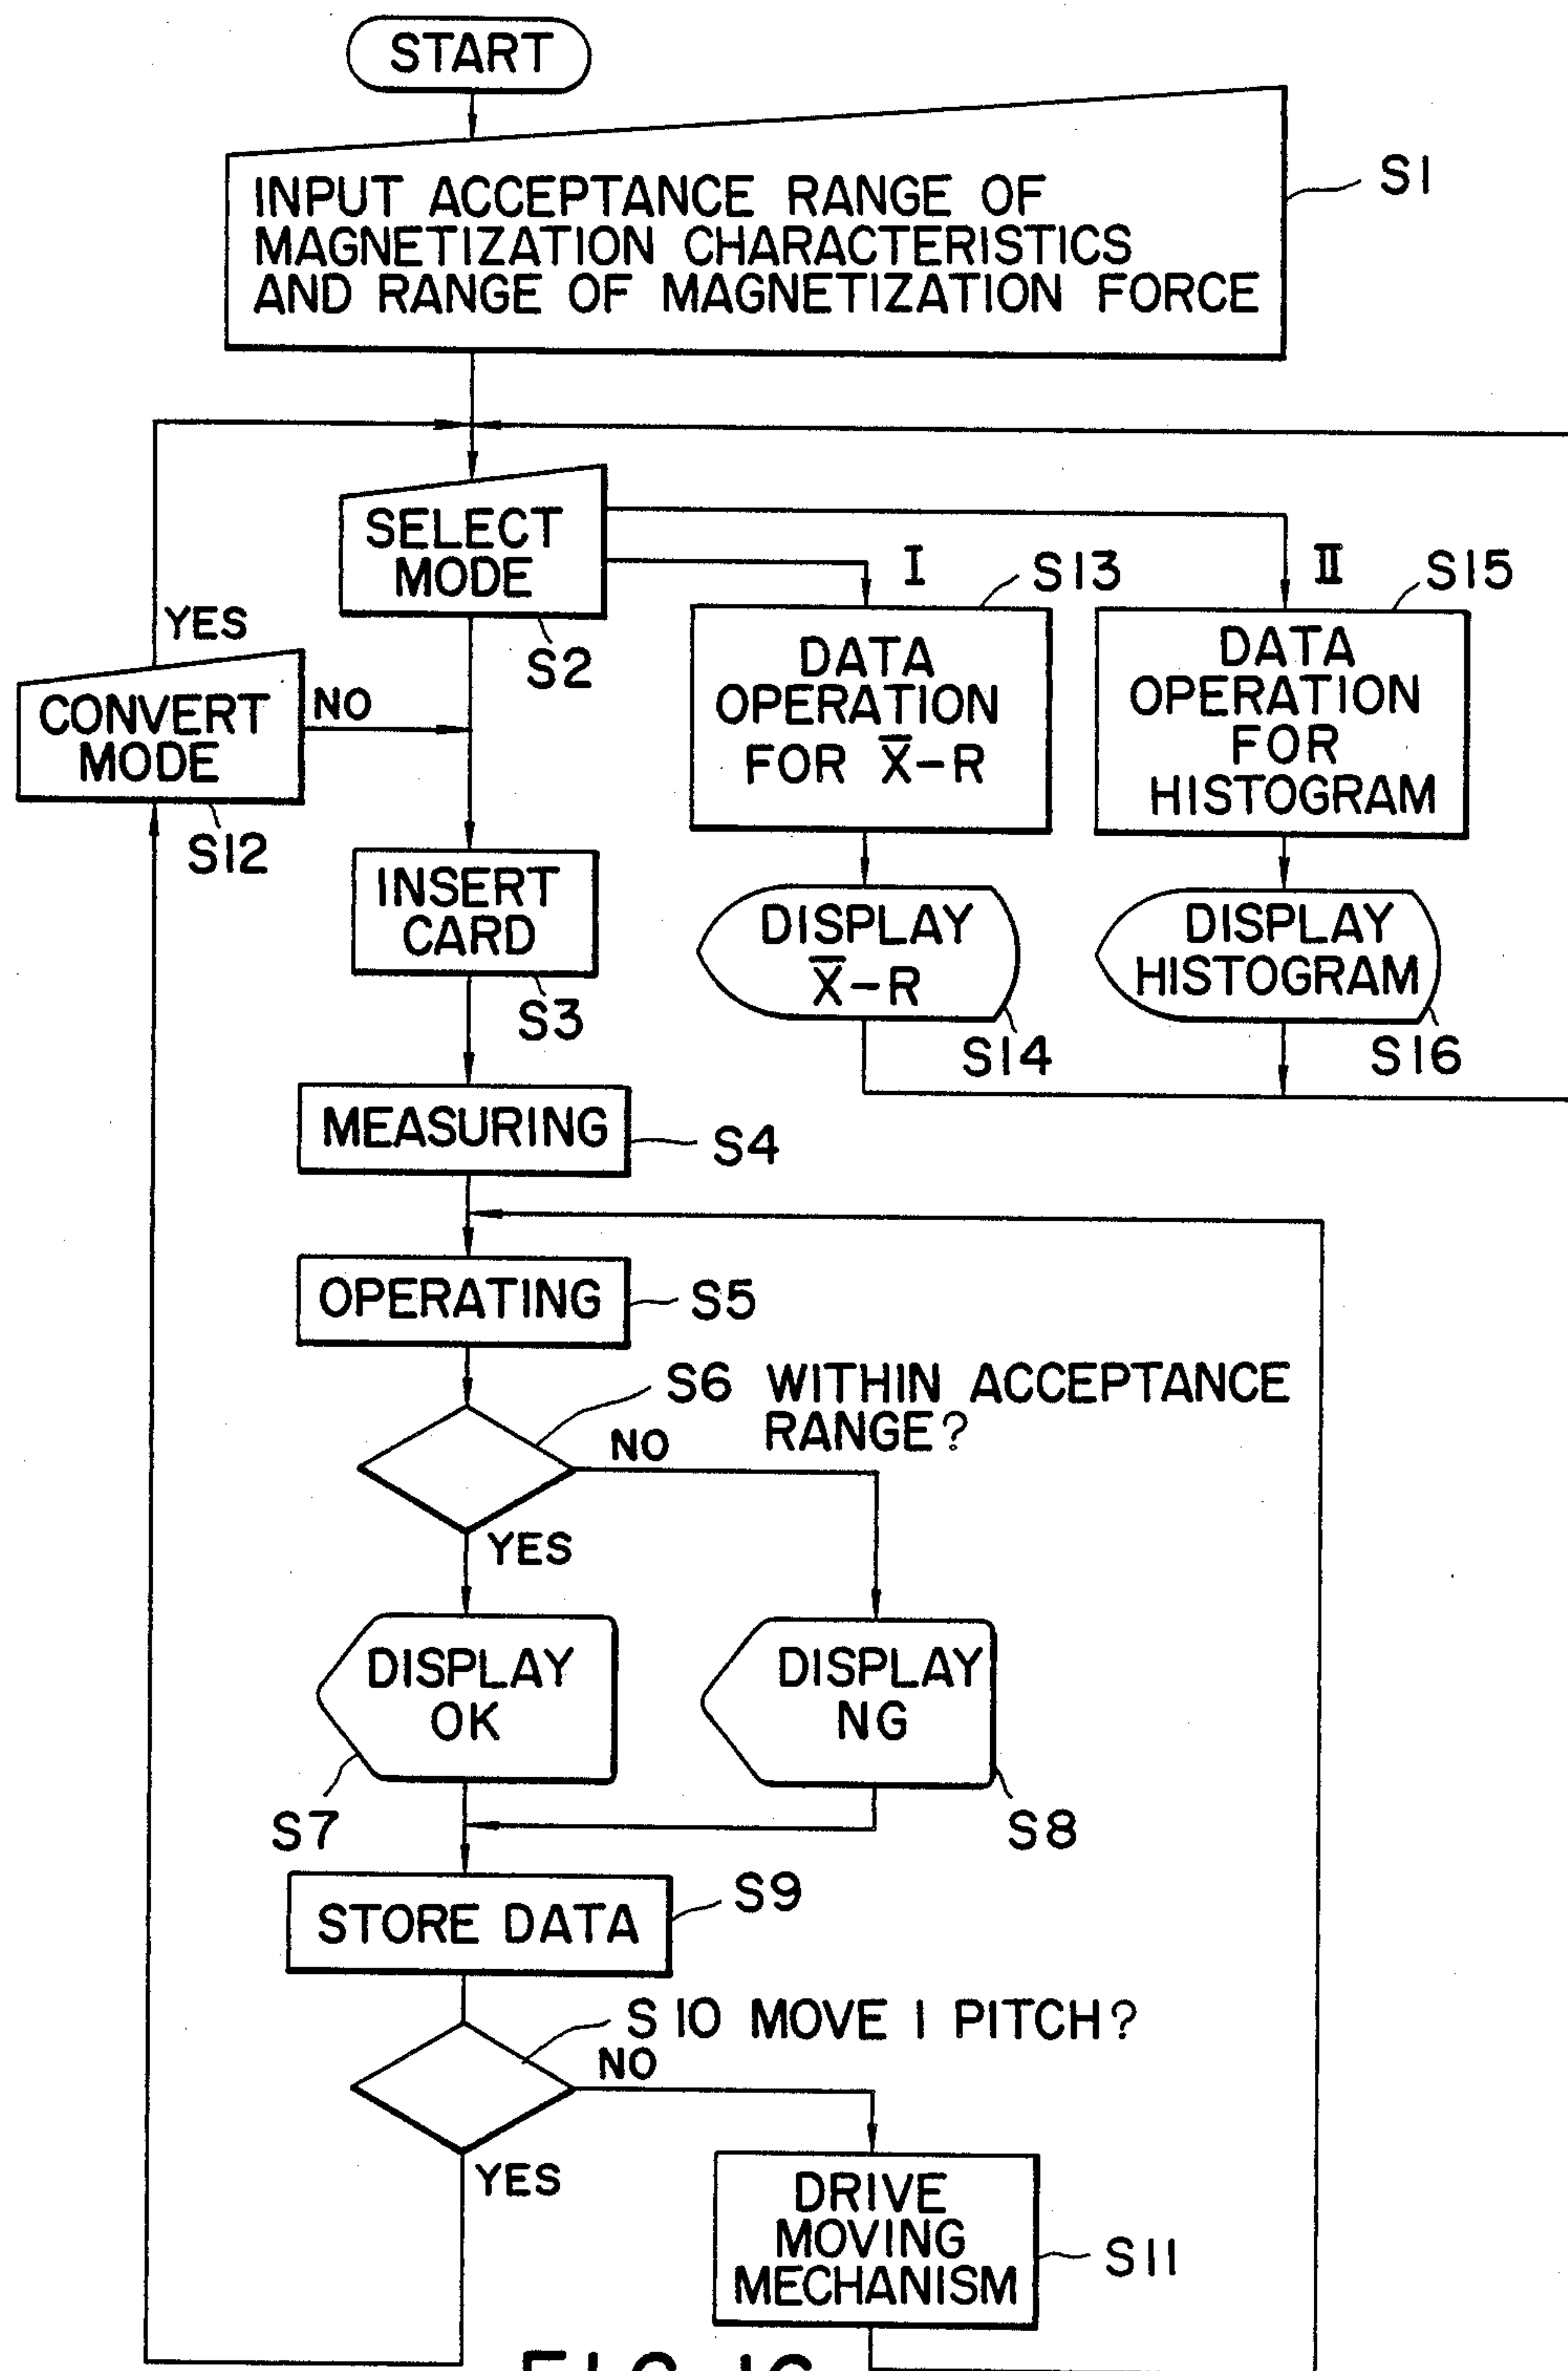 START
INPUT ACCEPTANCE RANGE OF
MAGNETIZATION CHARACTERISTICS
AND RANGE OF MAGNETIZATION FORCE
S1
SELECT
MODE
S2
I
S13
II
S15
YES
CONVERT
MODE
NO
S12
DATA
OPERATION
FOR X̄-R
DATA
OPERATION
FOR
HISTOGRAM
INSERT
CARD
S3
DISPLAY
X̄-R
S14
DISPLAY
HISTOGRAM
S16
MEASURING
S4
OPERATING
S5
S6 WITHIN ACCEPTANCE
RANGE?
NO
YES
DISPLAY
OK
S7
DISPLAY
NG
S8
STORE DATA
S9
S10 MOVE 1 PITCH?
NO
YES
DRIVE
MOVING
MECHANISM
S11